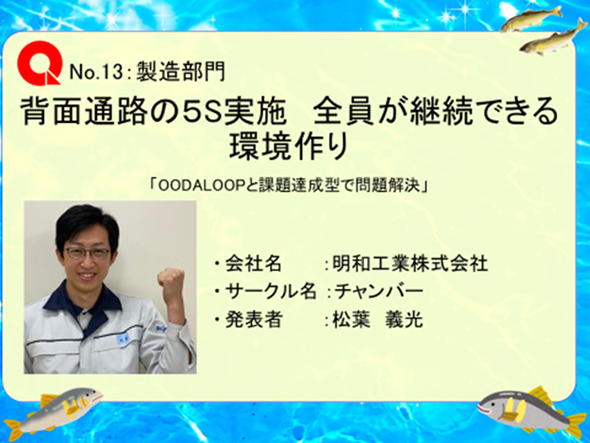 No.13：製造部門
背面通路の5S実施　全員が継続できる
環境作り
「OODALOOPと課題達成型で問題解決」
・会社名　：明和工業株式会社
・サークル名：チャンバー
・発表者　：松葉　義光